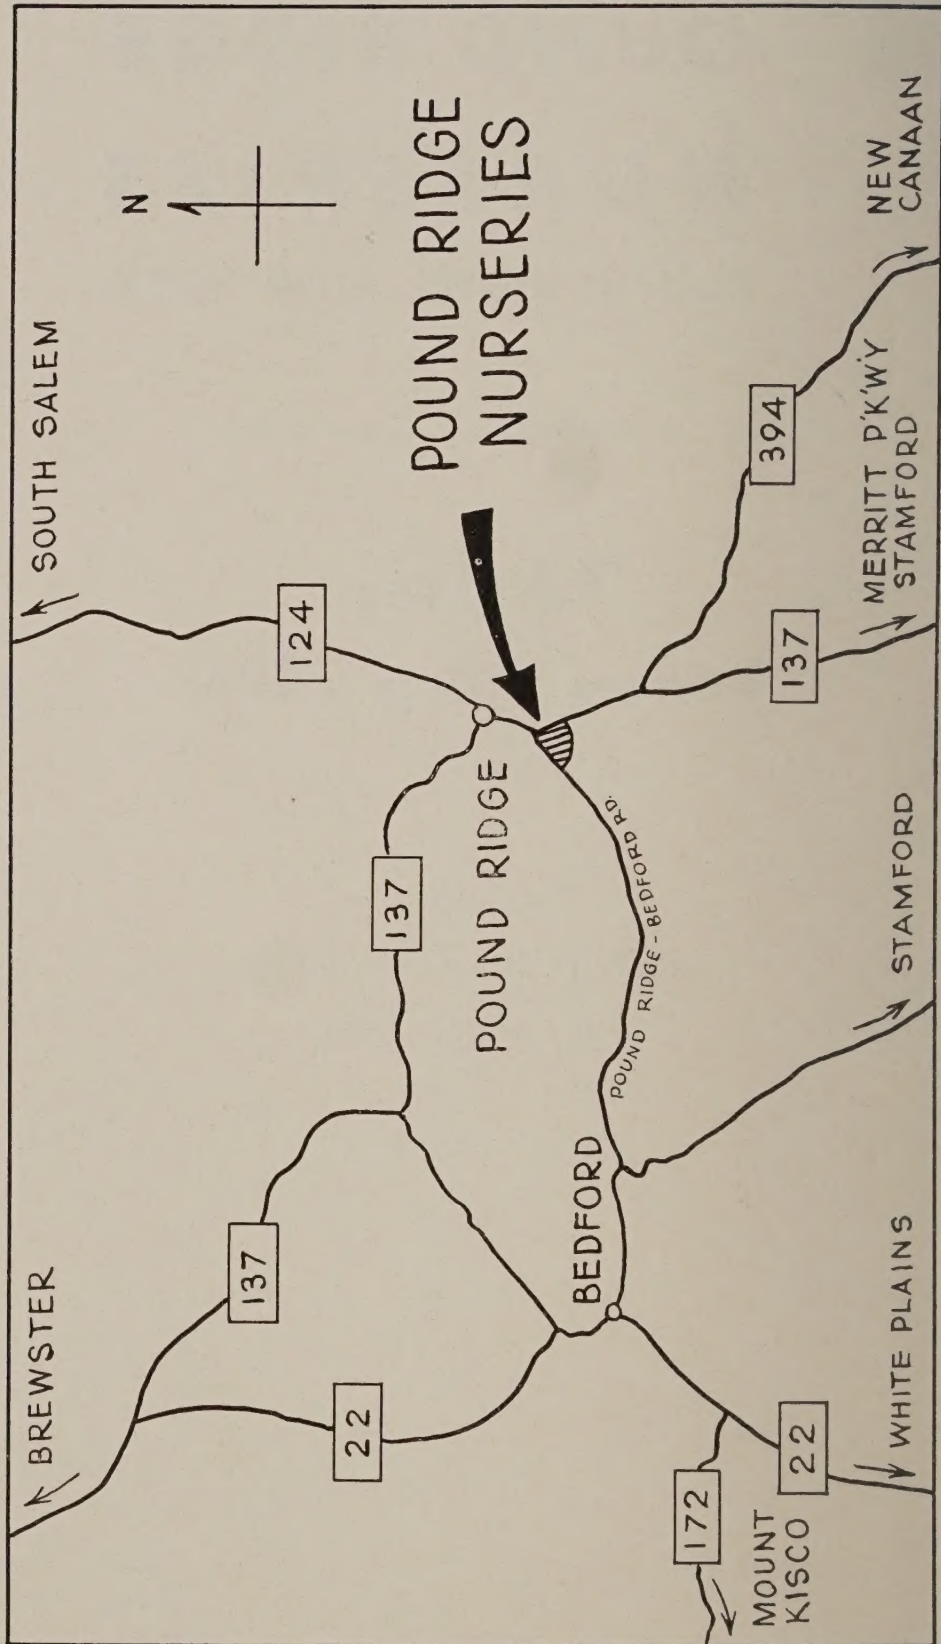 BREWSTER
SOUTH SALEM
N
137
124
22
137
POUND RIDGE
NURSERIES
POUND RIDGE
BEDFORD
POUND RIDGE - BEDFORD RD.
172
394
137
22
MOUNT
KISCO
WHITE PLAINS
STAMFORD
MERRITT P'K'W'Y
STAMFORD
NEW
CANAAN